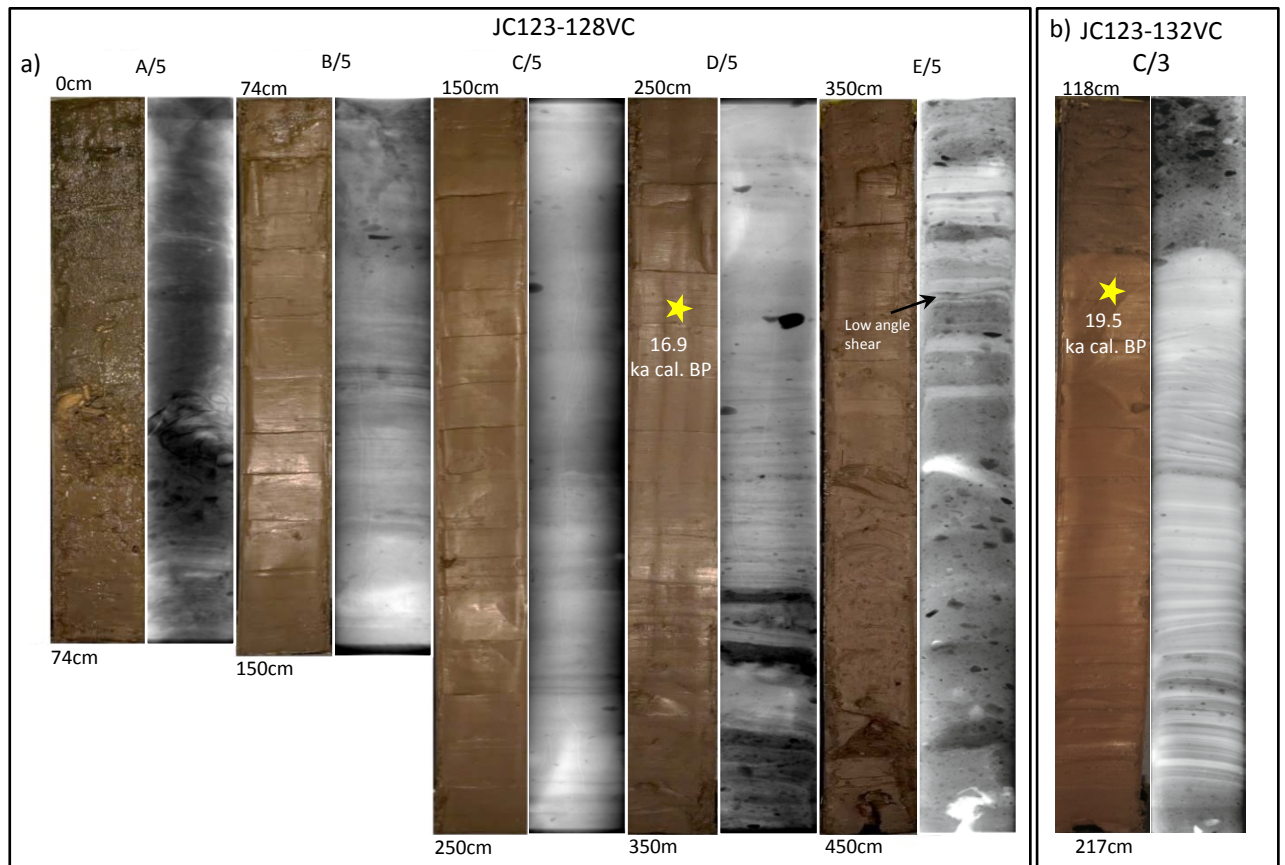 JC123-128VC
a)
A/5
B/5
C/5
D/5
E/5
0cm
74cm
150cm
250cm
350cm
16.9
ka cal. BP
Low angle
shear
74cm
150cm
250cm
350m
450cm
b) JC123-132VC
C/3
118cm
19.5
ka cal. BP
217cm